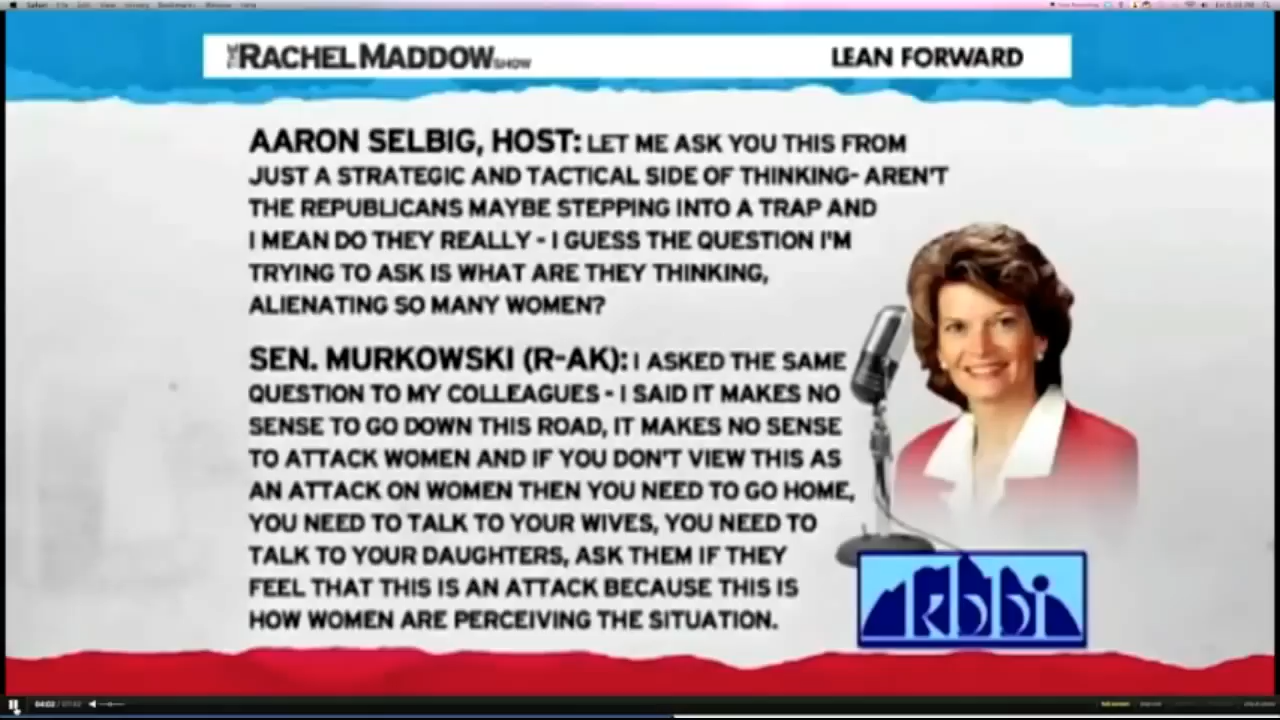 THE RACHEL MADDOW SHOW
LEAN FORWARD
AARON SELBIG, HOST: LET ME ASK YOU THIS FROM
JUST A STRATEGIC AND TACTICAL SIDE OF THINKING- AREN'T
THE REPUBLICANS MAYBE STEPPING INTO A TRAP AND
I MEAN DO THEY REALLY - I GUESS THE QUESTION I'M
TRYING TO ASK IS WHAT ARE THEY THINKING,
ALIENATING SO MANY WOMEN?
SEN. MURKOWSKI (R-AK): I ASKED THE SAME
QUESTION TO MY COLLEAGUES - I SAID IT MAKES NO
SENSE TO GO DOWN THIS ROAD, IT MAKES NO SENSE
TO ATTACK WOMEN AND IF YOU DON'T VIEW THIS AS
AN ATTACK ON WOMEN THEN YOU NEED TO GO HOME,
YOU NEED TO TALK TO YOUR WIVES, YOU NEED TO
TALK TO YOUR DAUGHTERS, ASK THEM IF THEY
FEEL THAT THIS IS AN ATTACK BECAUSE THIS IS
HOW WOMEN ARE PERCEIVING THE SITUATION.
kbbi
04:02